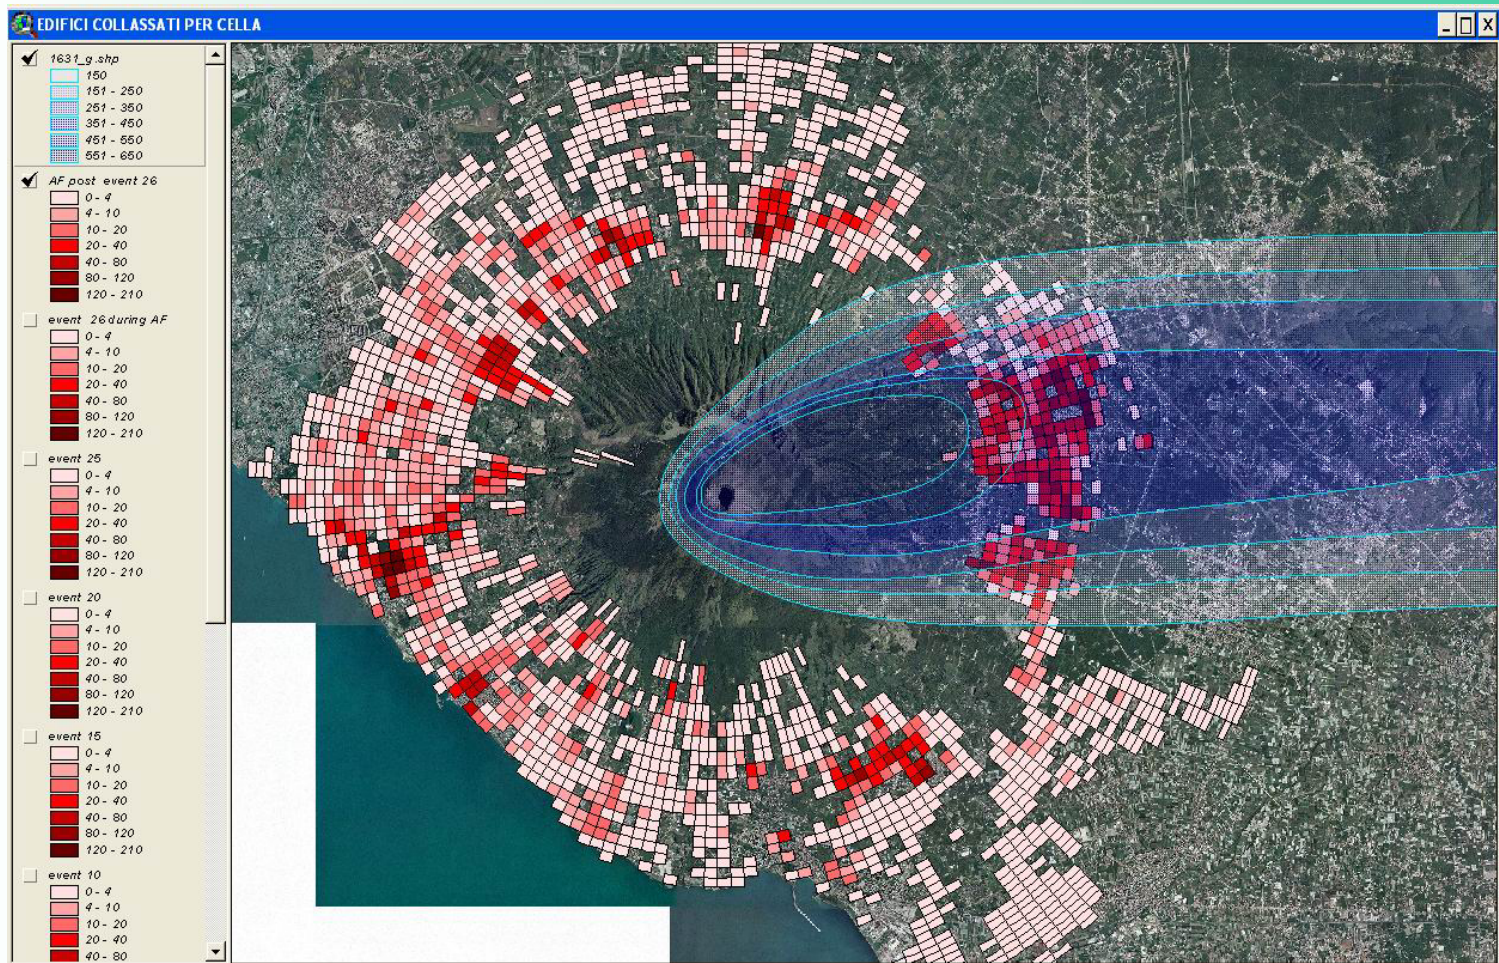 EDIFICI COLLASSATI PER CELLA
1631_g.shp
150
151 - 250
251 - 350
351 - 450
451 - 550
551 - 650
AF post event 26
0 - 4
4 - 10
10 - 20
20 - 40
40 - 80
80 - 120
120 - 210
event 26 during AF
0 - 4
4 - 10
10 - 20
20 - 40
40 - 80
80 - 120
120 - 210
event 25
0 - 4
4 - 10
10 - 20
20 - 40
40 - 80
80 - 120
120 - 210
event 20
0 - 4
4 - 10
10 - 20
20 - 40
40 - 80
80 - 120
120 - 210
event 15
0 - 4
4 - 10
10 - 20
20 - 40
40 - 80
80 - 120
120 - 210
event 10
0 - 4
4 - 10
10 - 20
20 - 40
40 - 80